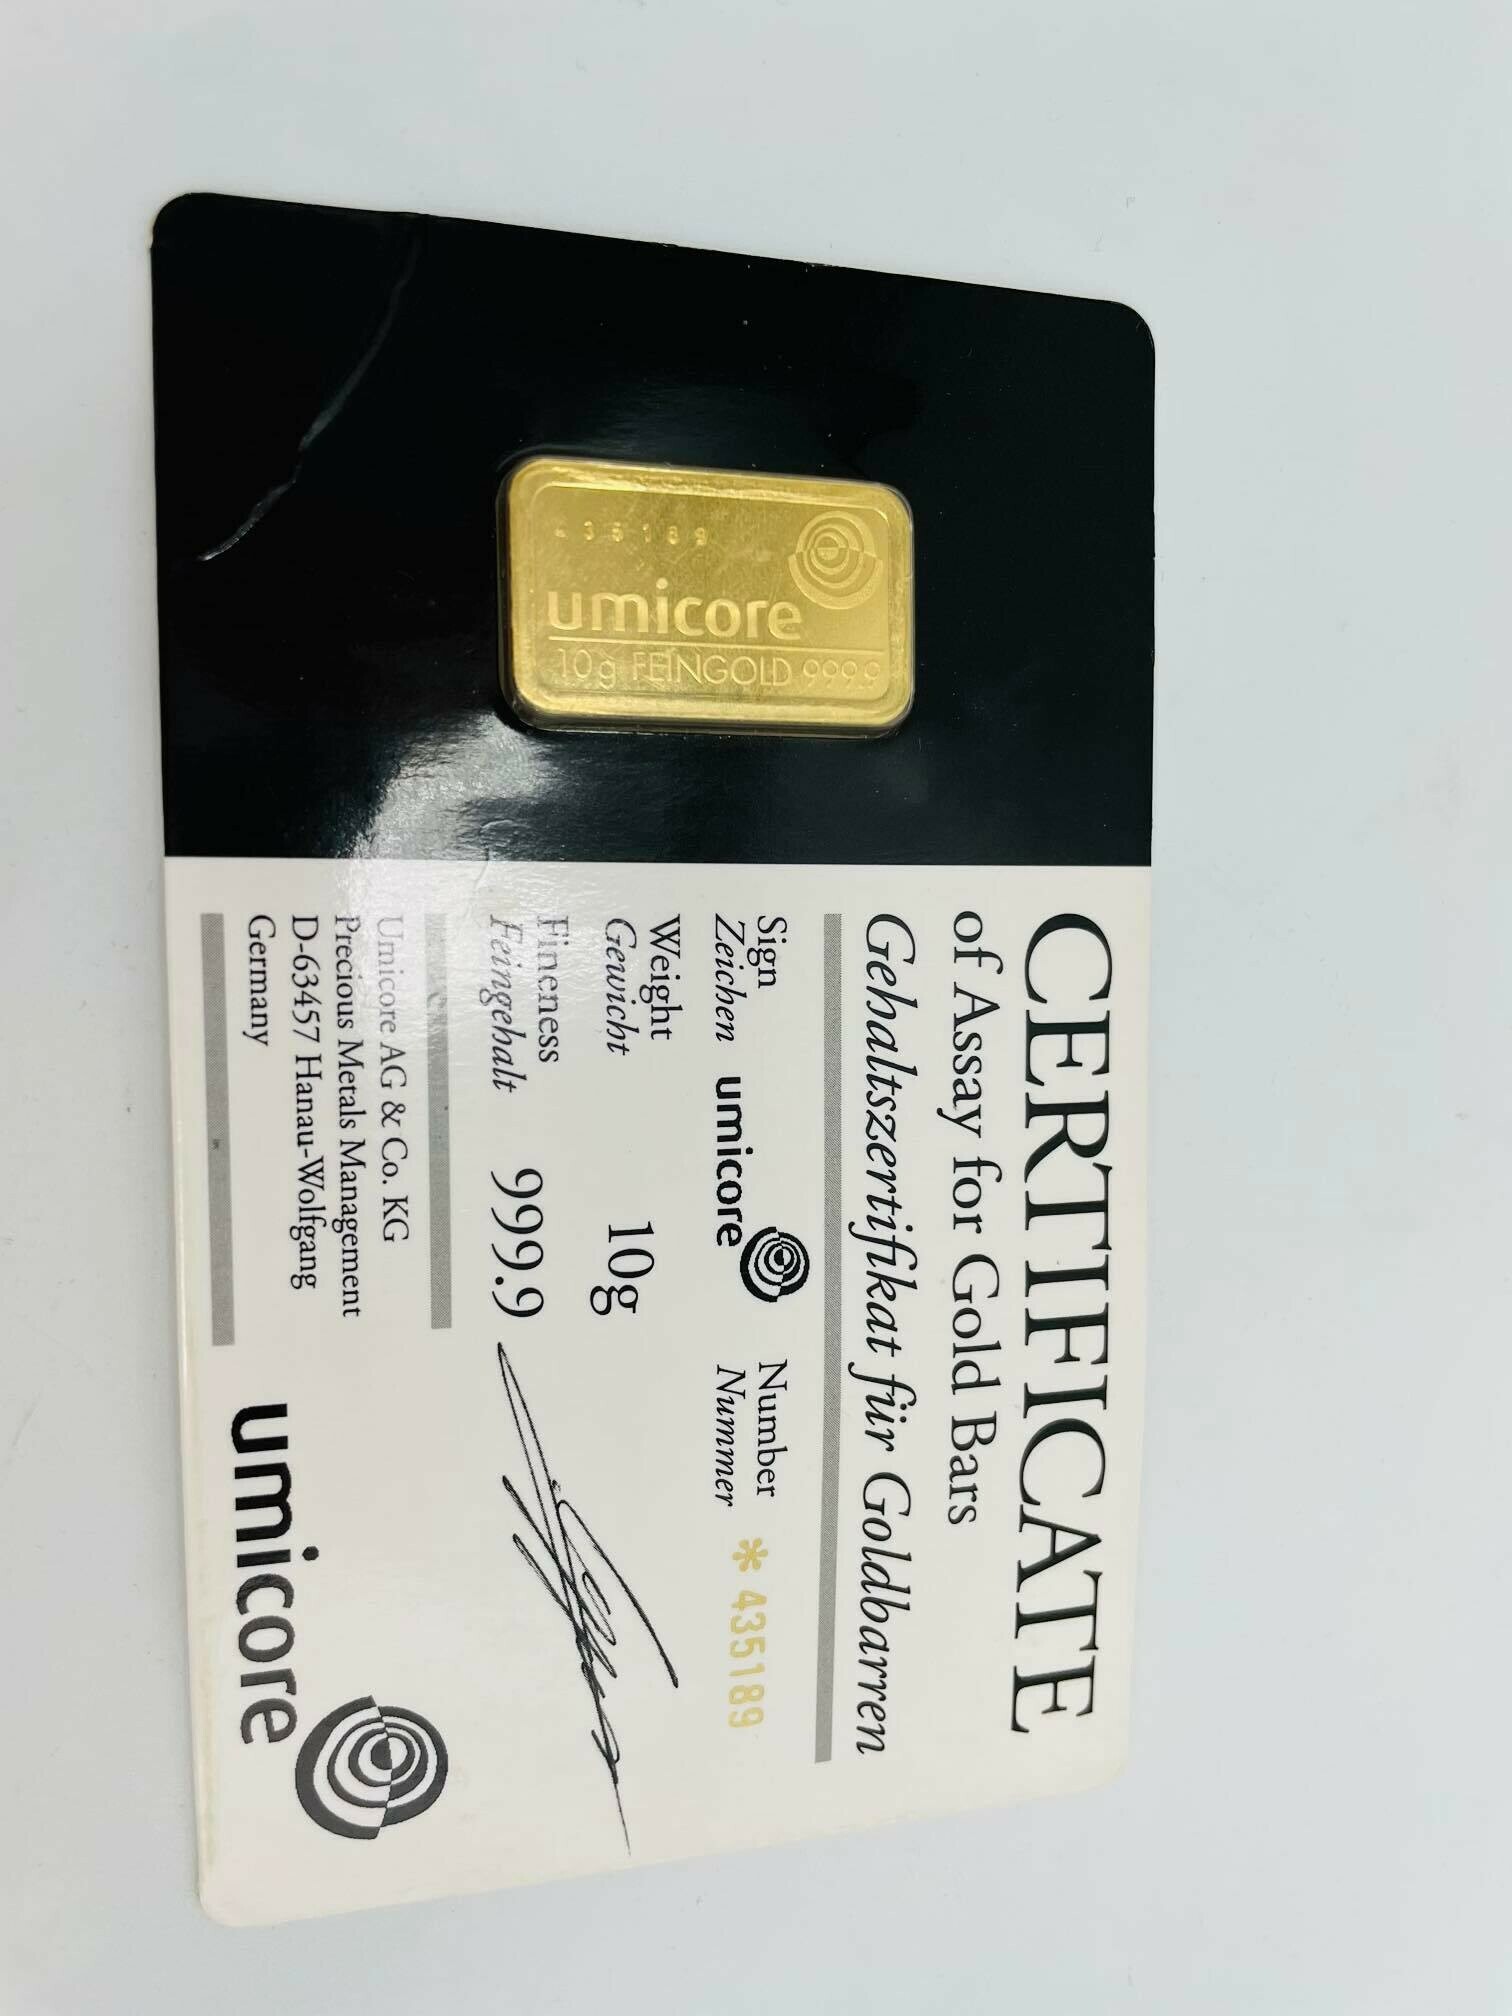 435189
umicore
10g FEINGOLD 999.9
CERTIFICATE
of Assay for Gold Bars
Gehaltszertifikat für Goldbarren
Sign
Zeichen
umicore
Number
Nummer
* 435189
Weight
Gewicht
10g
Fineness
Feingehalt
999.9
Umicore AG & Co. KG
Precious Metals Management
D-63457 Hanau-Wolfgang
Germany
umicore